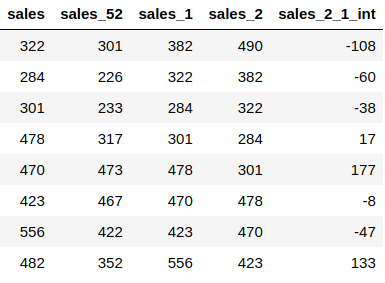 sales sales_52 sales_1 sales_2 sales_2_1_int
322 301 382 490 -108
284 226 322 382 -60
301 233 284 322 -38
478 317 301 284 17
470 473 478 301 177
423 467 470 478 -8
556 422 423 470 -47
482 352 556 423 133